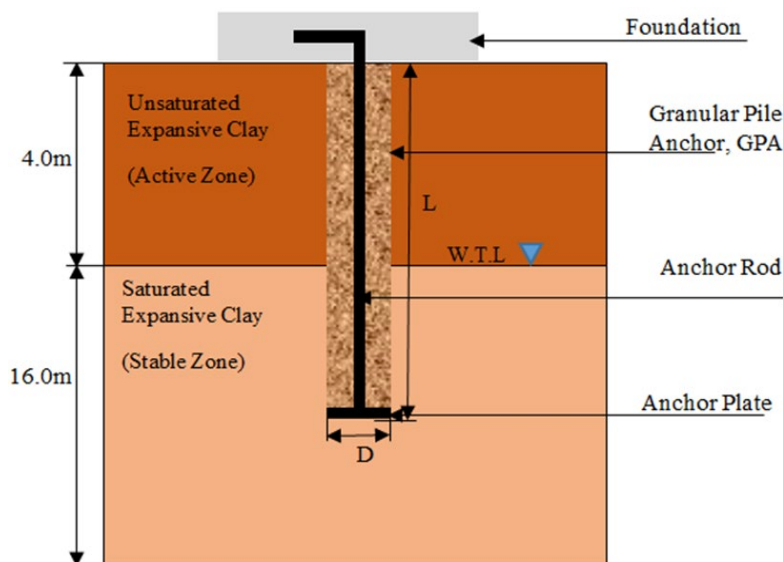 Foundation
Unsaturated
Expansive Clay
(Active Zone)
Granular Pile
Anchor, GPA
4.0m
L
W.T.L
Anchor Rod
Saturated
Expansive Clay
(Stable Zone)
16.0m
Anchor Plate
D